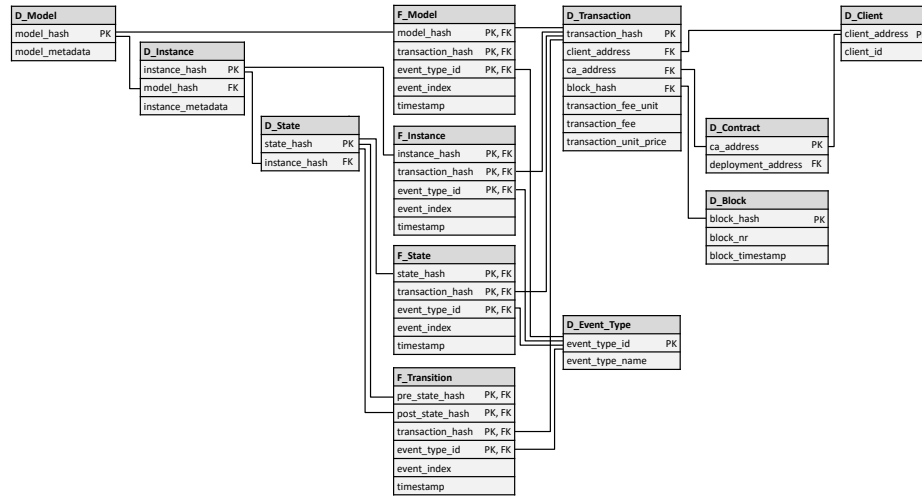 D_Model
model_hash PK
model_metadata
D_Instance
instance_hash PK
model_hash FK
instance_metadata
D_State
state_hash PK
instance_hash FK
F_Model
model_hash PK, FK
transaction_hash PK, FK
event_type_id PK, FK
event_index
timestamp
F_Instance
instance_hash PK, FK
transaction_hash PK, FK
event_type_id PK, FK
event_index
timestamp
F_State
state_hash PK, FK
transaction_hash PK, FK
event_type_id PK, FK
event_index
timestamp
F_Transition
pre_state_hash PK, FK
post_state_hash PK, FK
transaction_hash PK, FK
event_type_id PK, FK
event_index
timestamp
D_Transaction
transaction_hash PK
client_address FK
ca_address FK
block_hash FK
transaction_fee_unit
transaction_fee
transaction_unit_price
D_Event_Type
event_type_id PK
event_type_name
D_Client
client_address P
client_id
D_Contract
ca_address PK
deployment_address FK
D_Block
block_hash PK
block_nr
block_timestamp